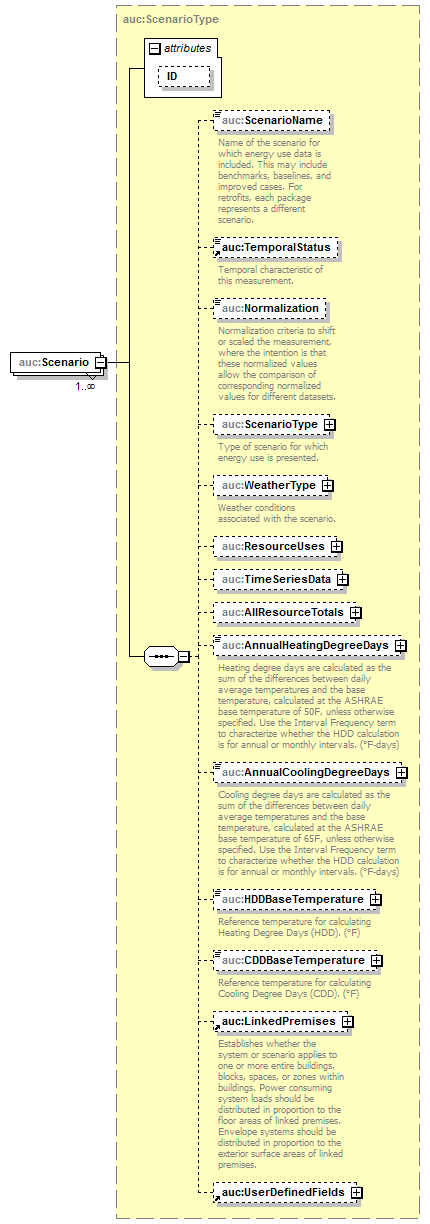 auc:ScenarioType
attributes
ID
auc:ScenarioName
Name of the scenario for
which energy use data is
included. This may include
benchmarks, baselines, and
improved cases. For
retrofits, each package
represents a different
scenario.
auc:TemporalStatus
Temporal characteristic of
this measurement.
auc:Normalization
Normalization criteria to shift
or scaled the measurement,
where the intention is that
these normalized values
allow the comparison of
corresponding normalized
values for different datasets.
auc:Scenario
1..∞
auc:ScenarioType
Type of scenario for which
energy use is presented.
auc:WeatherType
Weather conditions
associated with the scenario.
auc:ResourceUses
auc:TimeSeriesData
auc:AllResourceTotals
auc:AnnualHeatingDegreeDays
Heating degree days are calculated as the
sum of the differences between daily
average temperatures and the base
temperature, calculated at the ASHRAE
base temperature of 50F, unless otherwise
specified. Use the Interval Frequency term
to characterize whether the HDD calculation
is for annual or monthly intervals. (°F-days)
auc:AnnualCoolingDegreeDays
Cooling degree days are calculated as the
sum of the differences between daily
average temperatures and the base
temperature, calculated at the ASHRAE
base temperature of 65F, unless otherwise
specified. Use the Interval Frequency term
to characterize whether the HDD calculation
is for annual or monthly intervals. (°F-days)
auc:HDDBaseTemperature
Reference temperature for calculating
Heating Degree Days (HDD). (°F)
auc:CDDBaseTemperature
Reference temperature for calculating
Cooling Degree Days (CDD). (°F)
auc:LinkedPremises
Establishes whether the
system or scenario applies to
one or more entire buildings,
blocks, spaces, or zones within
buildings. Power consuming
system loads should be
distributed in proportion to the
floor areas of linked premises.
Envelope systems should be
distributed in proportion to the
exterior surface areas of linked
premises.
auc:UserDefinedFields